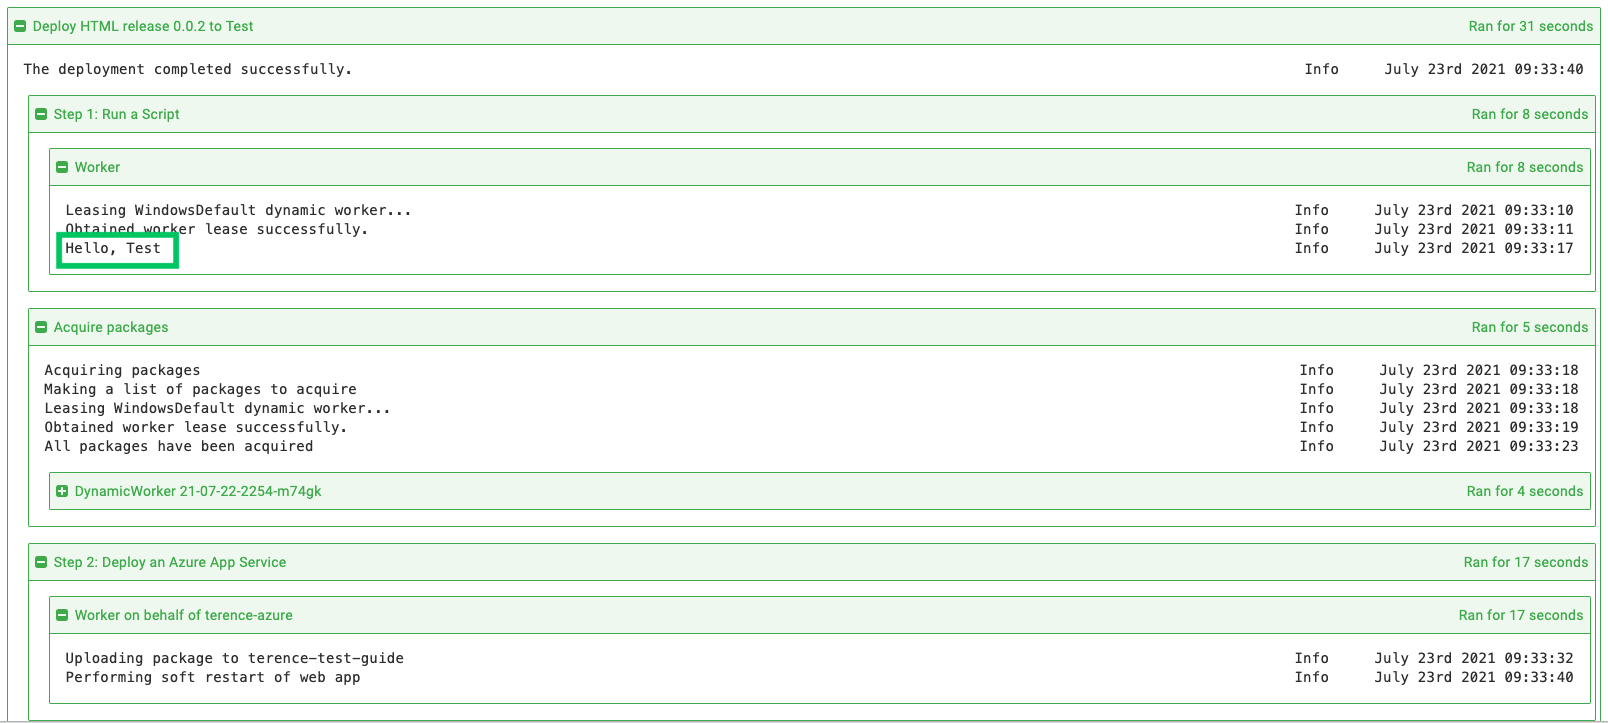 Deploy HTML release 0.0.2 to Test Ran for 31 seconds
The deployment completed successfully. Info July 23rd 2021 09:33:40
Step 1: Run a Script Ran for 8 seconds
Worker Ran for 8 seconds
Leasing WindowsDefault dynamic worker... Info July 23rd 2021 09:33:10
Obtained worker lease successfully. Info July 23rd 2021 09:33:11
Hello, Test Info July 23rd 2021 09:33:17
Acquire packages Ran for 5 seconds
Acquiring packages Info July 23rd 2021 09:33:18
Making a list of packages to acquire Info July 23rd 2021 09:33:18
Leasing WindowsDefault dynamic worker... Info July 23rd 2021 09:33:18
Obtained worker lease successfully. Info July 23rd 2021 09:33:19
All packages have been acquired Info July 23rd 2021 09:33:23
DynamicWorker 21-07-22-2254-m74gk Ran for 4 seconds
Step 2: Deploy an Azure App Service Ran for 17 seconds
Worker on behalf of terence-azure Ran for 17 seconds
Uploading package to terence-test-guide Info July 23rd 2021 09:33:32
Performing soft restart of web app Info July 23rd 2021 09:33:40